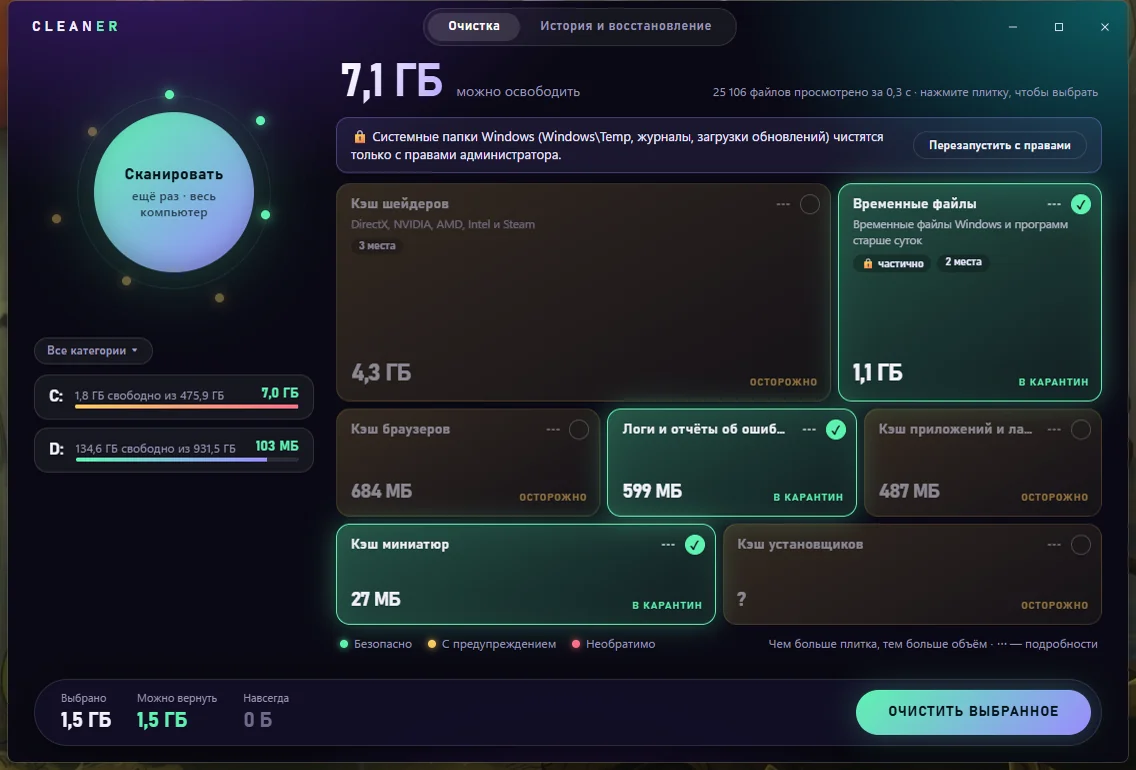 CLEANER
Очистка
История и восстановление
7,1 ГБ
можно освободить
25 106 файлов просмотрено за 0,3 с · нажмите плитку, чтобы выбрать
Сканировать
ещё раз · весь
компьютер
Все категории
C:
1,8 ГБ свободно из 475,9 ГБ
7,0 ГБ
D:
134,6 ГБ свободно из 931,5 ГБ
103 МБ
Системные папки Windows (Windows\Temp, журналы, загрузки обновлений) чистятся
только с правами администратора.
Перезапустить с правами
Кэш шейдеров
DirectX, NVIDIA, AMD, Intel и Steam
3 места
4,3 ГБ
ОСТОРОЖНО
Временные файлы
Временные файлы Windows и программ
старше суток
частично
2 места
1,1 ГБ
В КАРАНТИН
Кэш браузеров
684 МБ
ОСТОРОЖНО
Логи и отчёты об ошиб…
599 МБ
В КАРАНТИН
Кэш приложений и ла…
487 МБ
ОСТОРОЖНО
Кэш миниатюр
27 МБ
В КАРАНТИН
Кэш установщиков
?
ОСТОРОЖНО
Безопасно
С предупреждением
Необратимо
Чем больше плитка, тем больше объём · ··· — подробности
Выбрано
1,5 ГБ
Можно вернуть
1,5 ГБ
Навсегда
0 Б
ОЧИСТИТЬ ВЫБРАННОЕ